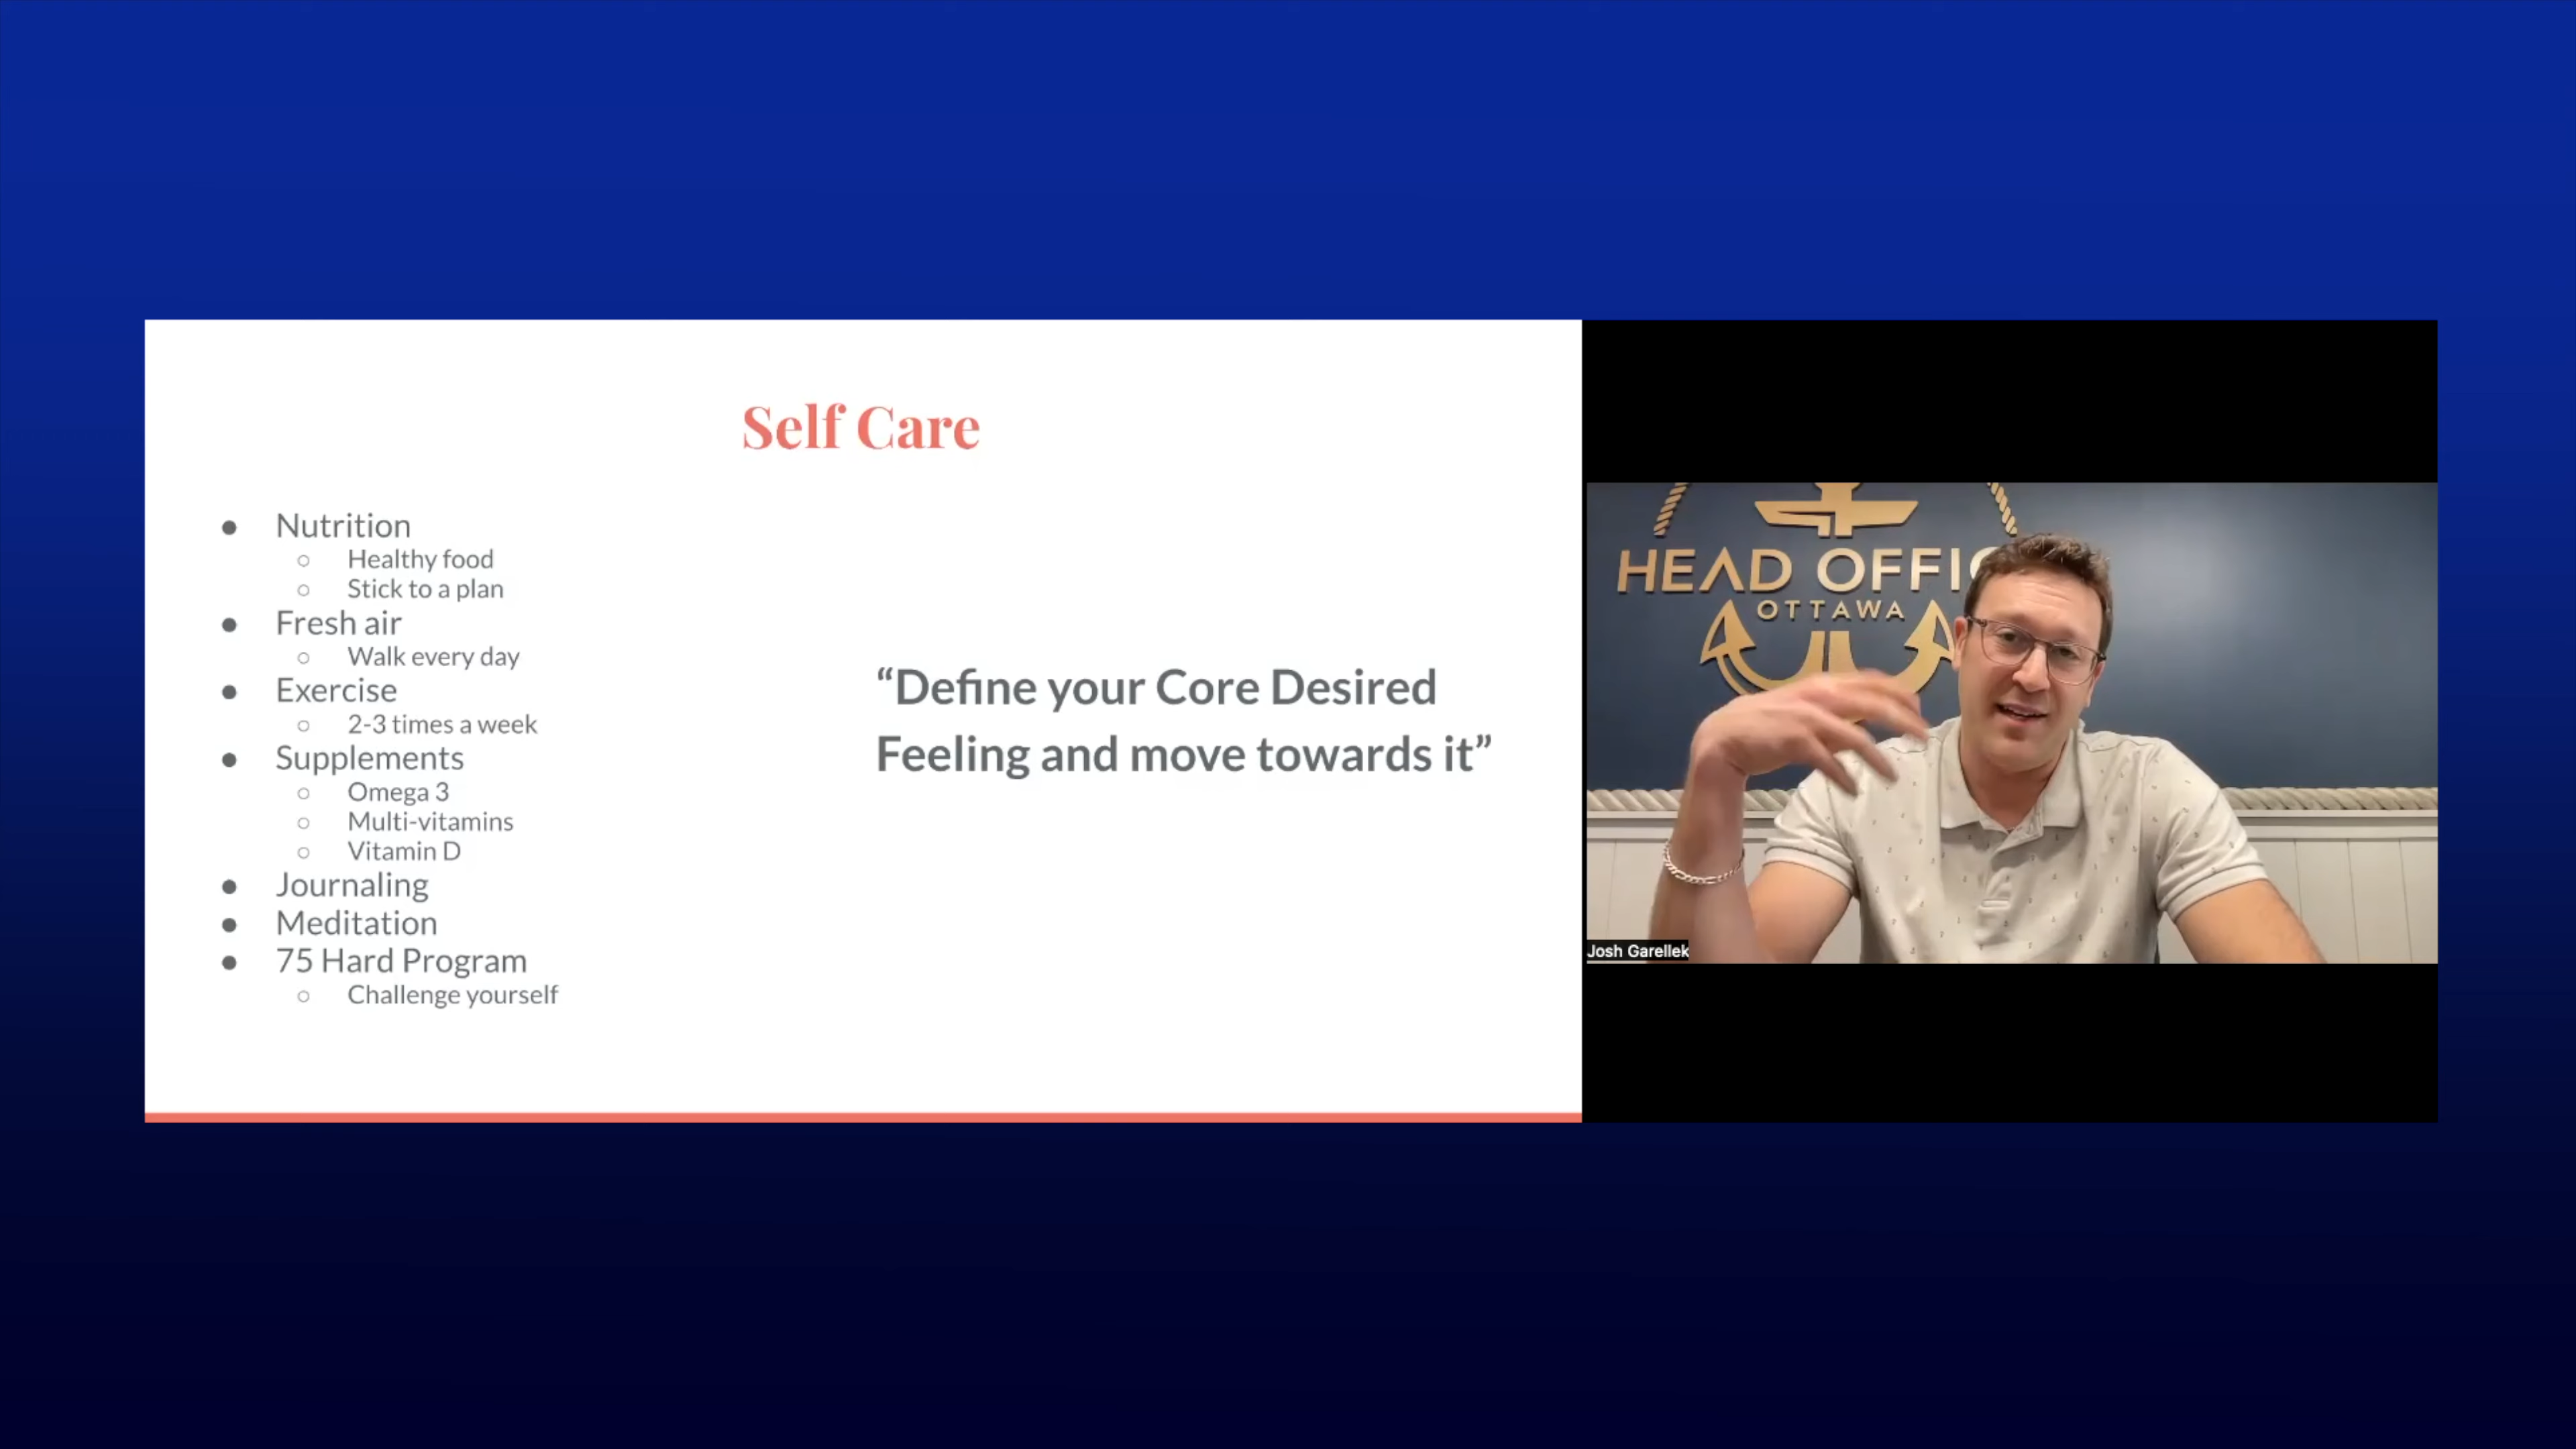 Self Care
Nutrition
Healthy food
Stick to a plan
Fresh air
Walk every day
Exercise
2-3 times a week
Supplements
Omega 3
Multi-vitamins
Vitamin D
Journaling
Meditation
75 Hard Program
Challenge yourself
“Define your Core Desired
Feeling and move towards it”
HEAD OFFIC
OTTAWA
Josh Garellek